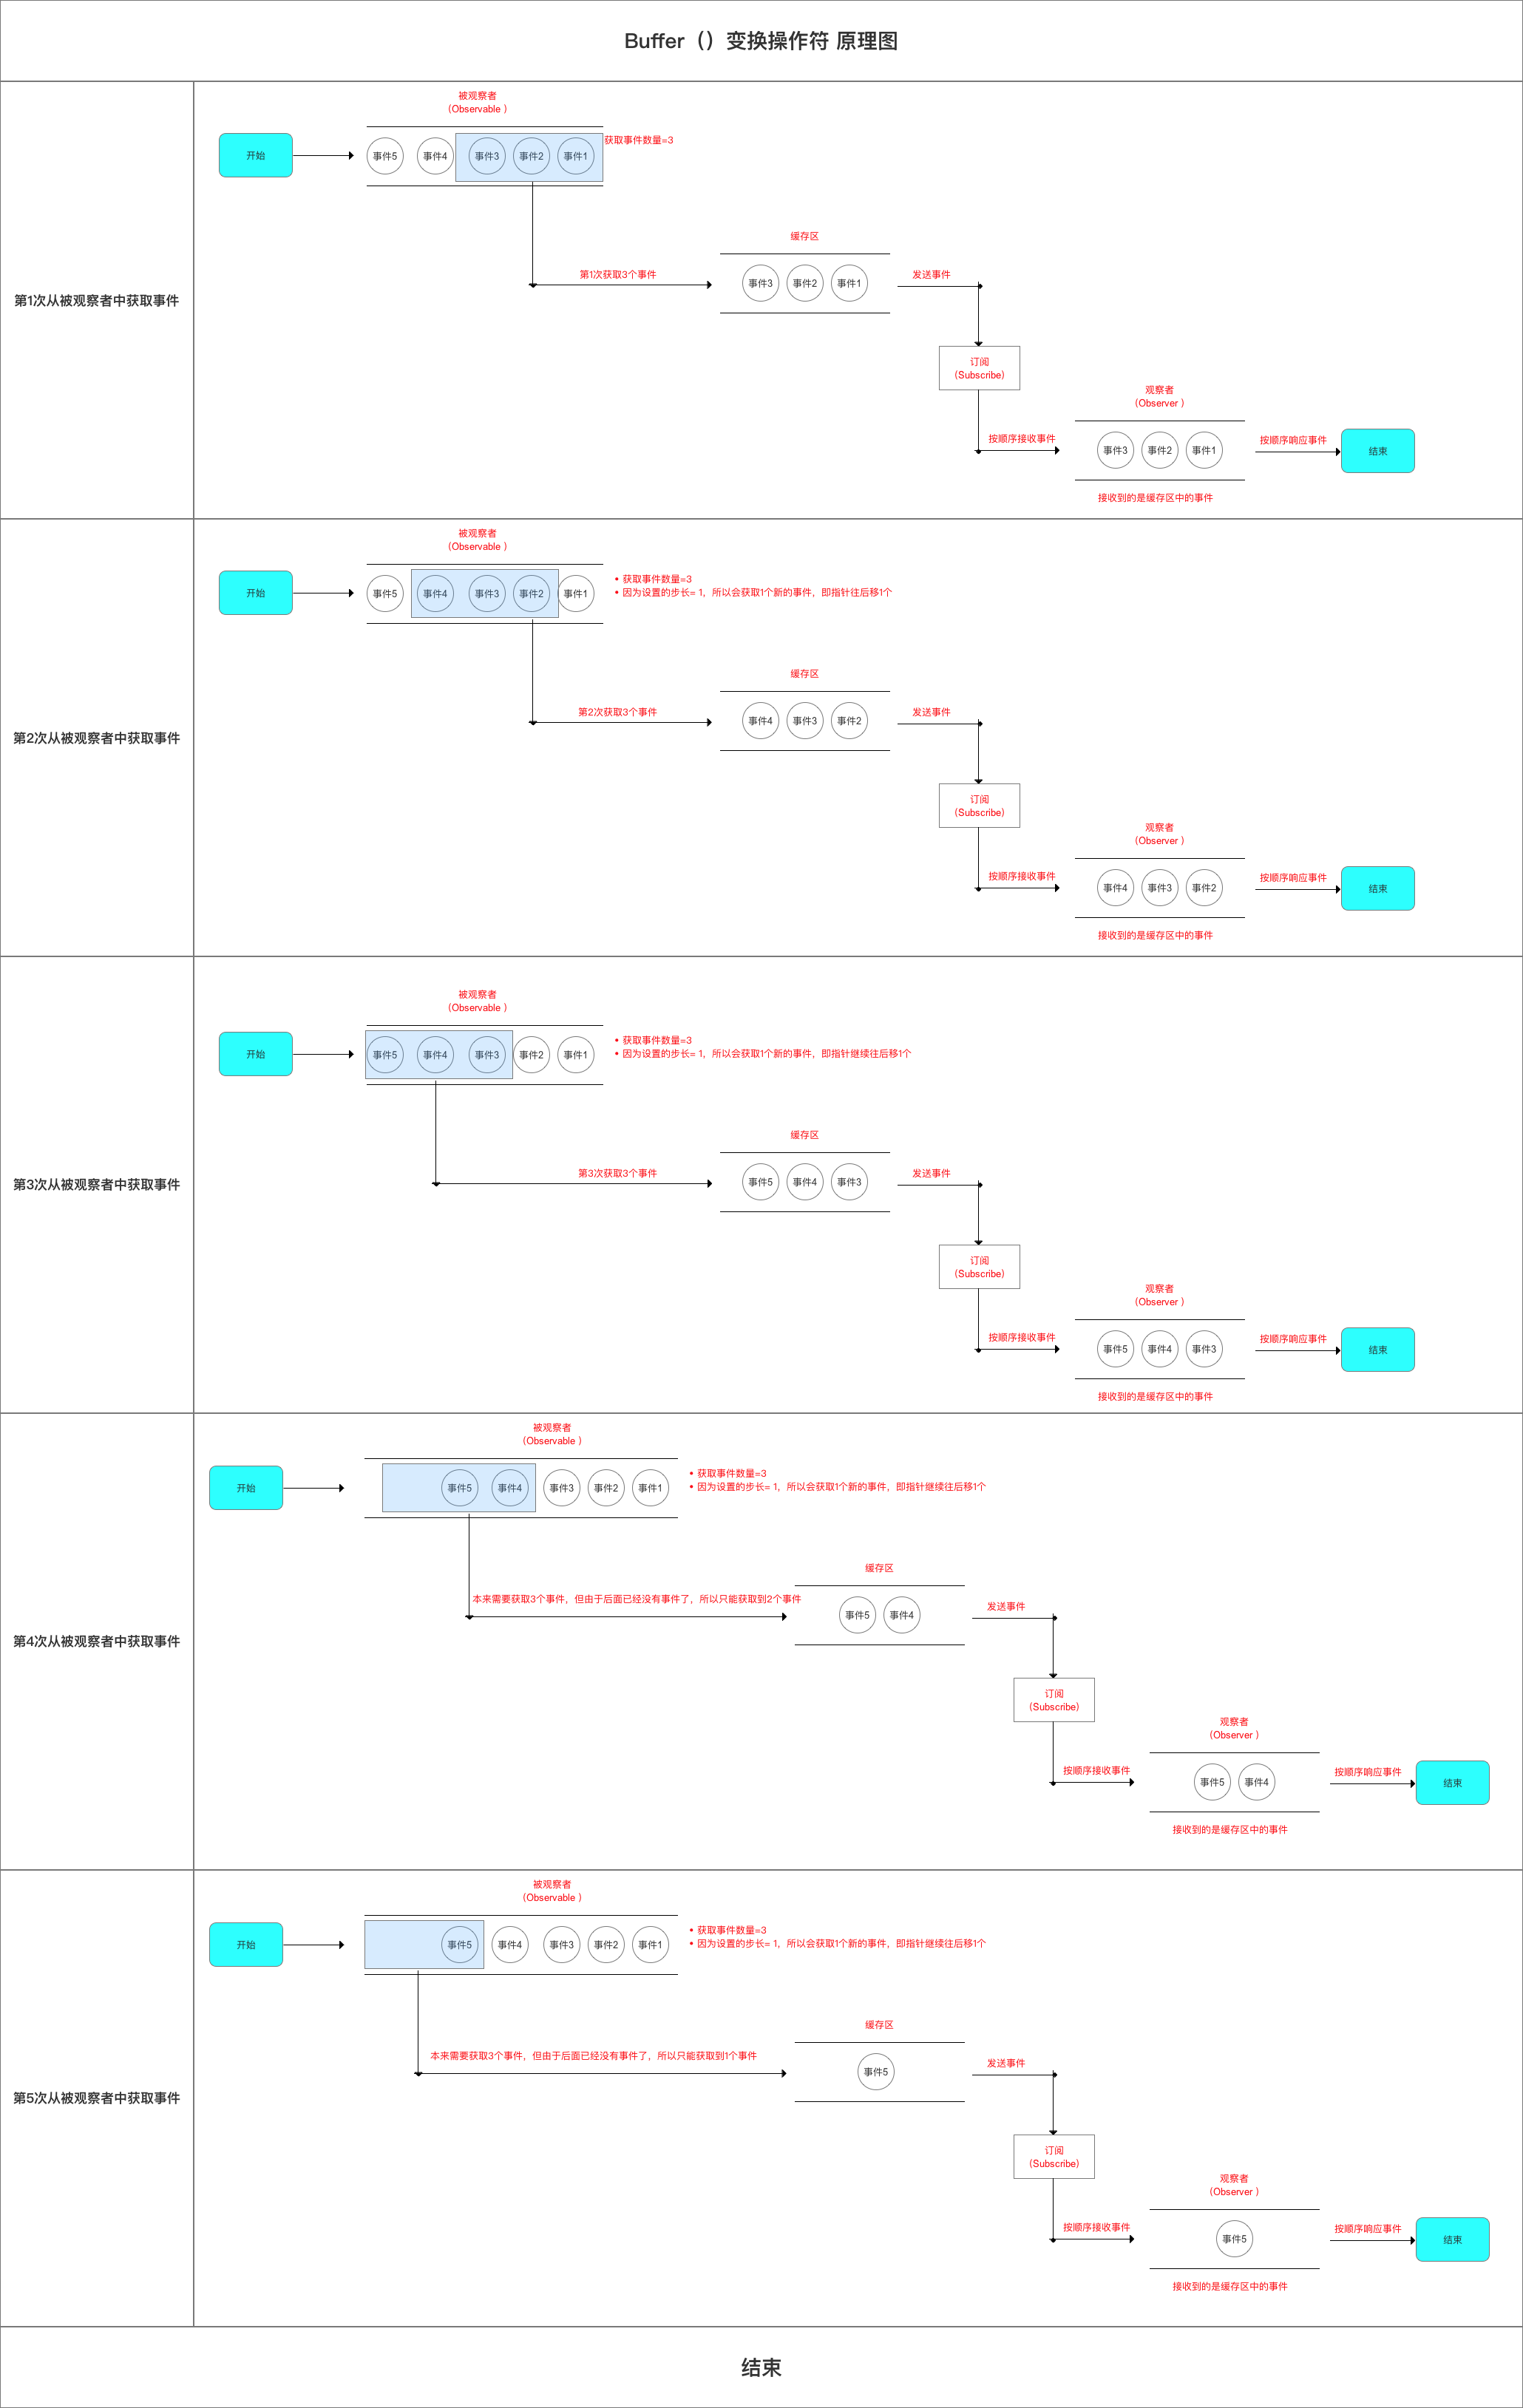 Buffer（）变换操作符 原理图
第1次从被观察者中获取事件
被观察者
（Observable ）
开始
事件5
事件4
事件3
事件2
事件1
获取事件数量=3
缓存区
第1次获取3个事件
事件3
事件2
事件1
发送事件
订阅
（Subscribe）
观察者
（Observer ）
按顺序接收事件
事件3
事件2
事件1
按顺序响应事件
结束
接收到的是缓存区中的事件
第2次从被观察者中获取事件
被观察者
（Observable ）
开始
事件5
事件4
事件3
事件2
事件1
• 获取事件数量=3
• 因为设置的步长= 1，所以会获取1个新的事件，即指针往后移1个
缓存区
第2次获取3个事件
事件4
事件3
事件2
发送事件
订阅
（Subscribe）
观察者
（Observer ）
按顺序接收事件
事件4
事件3
事件2
按顺序响应事件
结束
接收到的是缓存区中的事件
第3次从被观察者中获取事件
被观察者
（Observable ）
开始
事件5
事件4
事件3
事件2
事件1
• 获取事件数量=3
• 因为设置的步长= 1，所以会获取1个新的事件，即指针继续往后移1个
缓存区
第3次获取3个事件
事件5
事件4
事件3
发送事件
订阅
（Subscribe）
观察者
（Observer ）
按顺序接收事件
事件5
事件4
事件3
按顺序响应事件
结束
接收到的是缓存区中的事件
第4次从被观察者中获取事件
被观察者
（Observable ）
开始
事件5
事件4
事件3
事件2
事件1
• 获取事件数量=3
• 因为设置的步长= 1，所以会获取1个新的事件，即指针继续往后移1个
缓存区
本来需要获取3个事件，但由于后面已经没有事件了，所以只能获取到2个事件
事件5
事件4
发送事件
订阅
（Subscribe）
观察者
（Observer ）
按顺序接收事件
事件5
事件4
按顺序响应事件
结束
接收到的是缓存区中的事件
第5次从被观察者中获取事件
被观察者
（Observable ）
开始
事件5
事件4
事件3
事件2
事件1
• 获取事件数量=3
• 因为设置的步长= 1，所以会获取1个新的事件，即指针继续往后移1个
缓存区
本来需要获取3个事件，但由于后面已经没有事件了，所以只能获取到1个事件
事件5
发送事件
订阅
（Subscribe）
观察者
（Observer ）
按顺序接收事件
事件5
按顺序响应事件
结束
接收到的是缓存区中的事件
结束